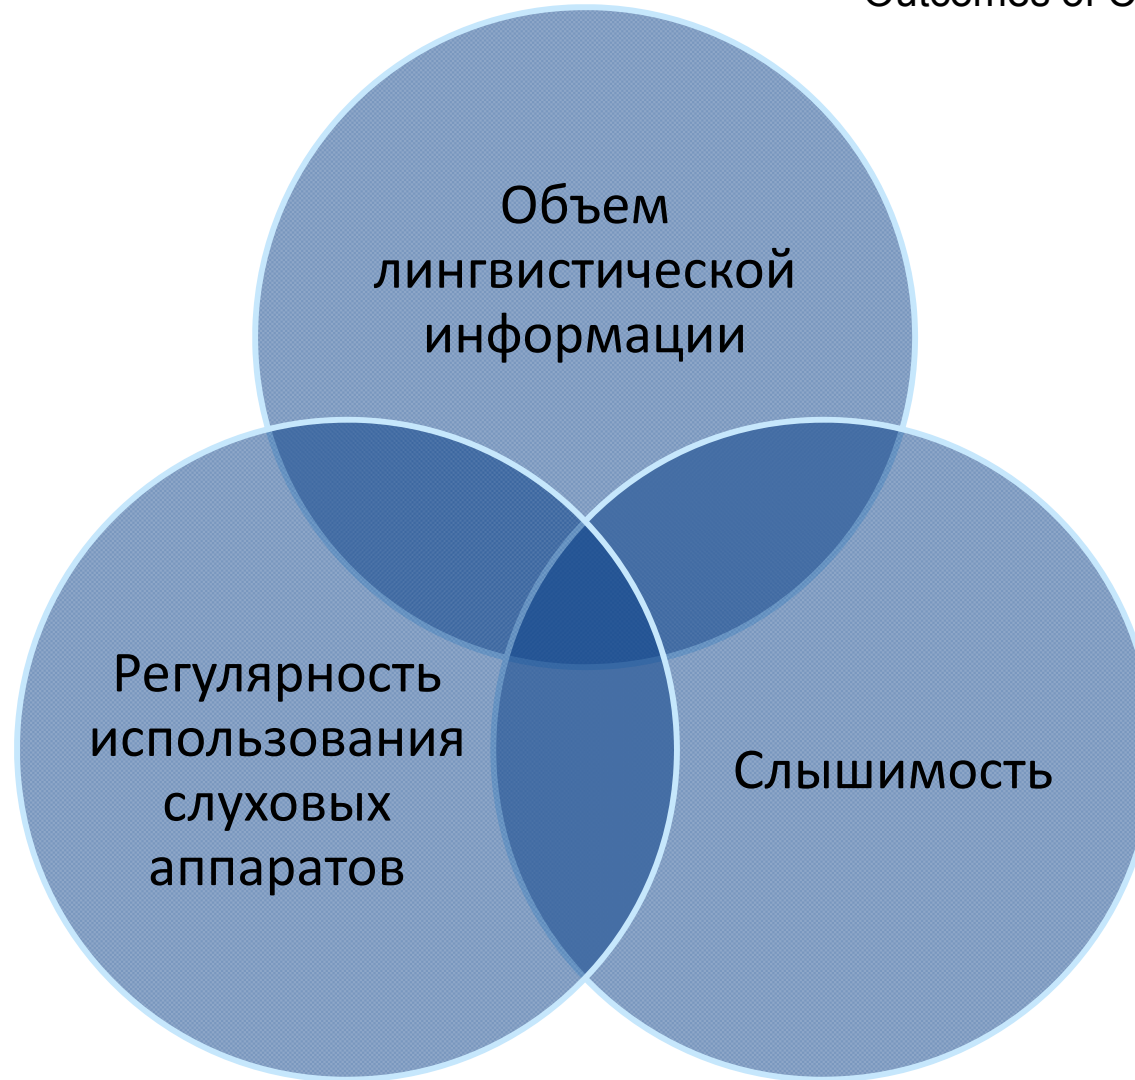 Outcomes of
Объем
лингвистической
информации
Регулярность
использования
слуховых
аппаратов
Слышимость